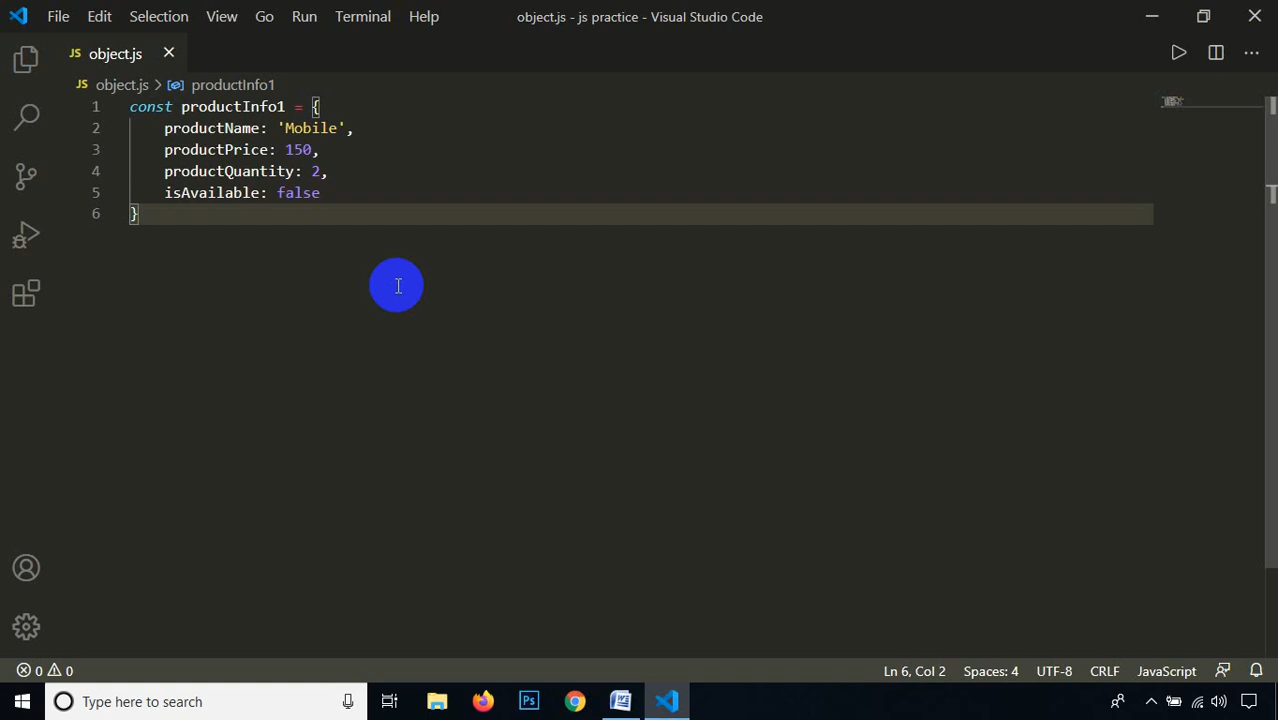 File Edit Selection View Go Run Terminal Help object.js - js practice - Visual Studio Code
JS object.js
JS object.js > productInfo1
1 const productInfo1 = {
2 productName: 'Mobile',
3 productPrice: 150,
4 productQuantity: 2,
5 isAvailable: false
6 }
0 0 Ln 6, Col 2 Spaces: 4 UTF-8 CRLF JavaScript
Type here to search Ps W